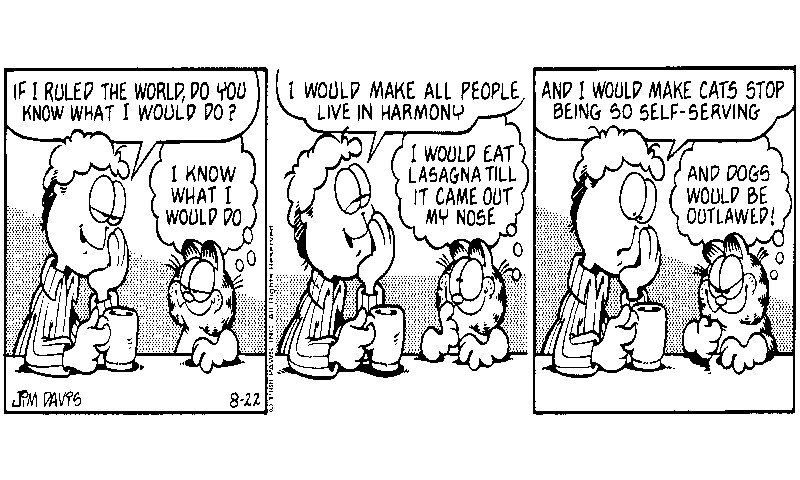 IF I RULED THE WORLD, DO YOU
KNOW WHAT I WOULD DO?
I KNOW
WHAT I
WOULD DO
JIM DAVIS
8-22
I WOULD MAKE ALL PEOPLE
LIVE IN HARMONY
I WOULD EAT
LASAGNA TILL
IT CAME OUT
MY NOSE
AND I WOULD MAKE CATS STOP
BEING SO SELF-SERVING
AND DOGS
WOULD BE
OUTLAWED!